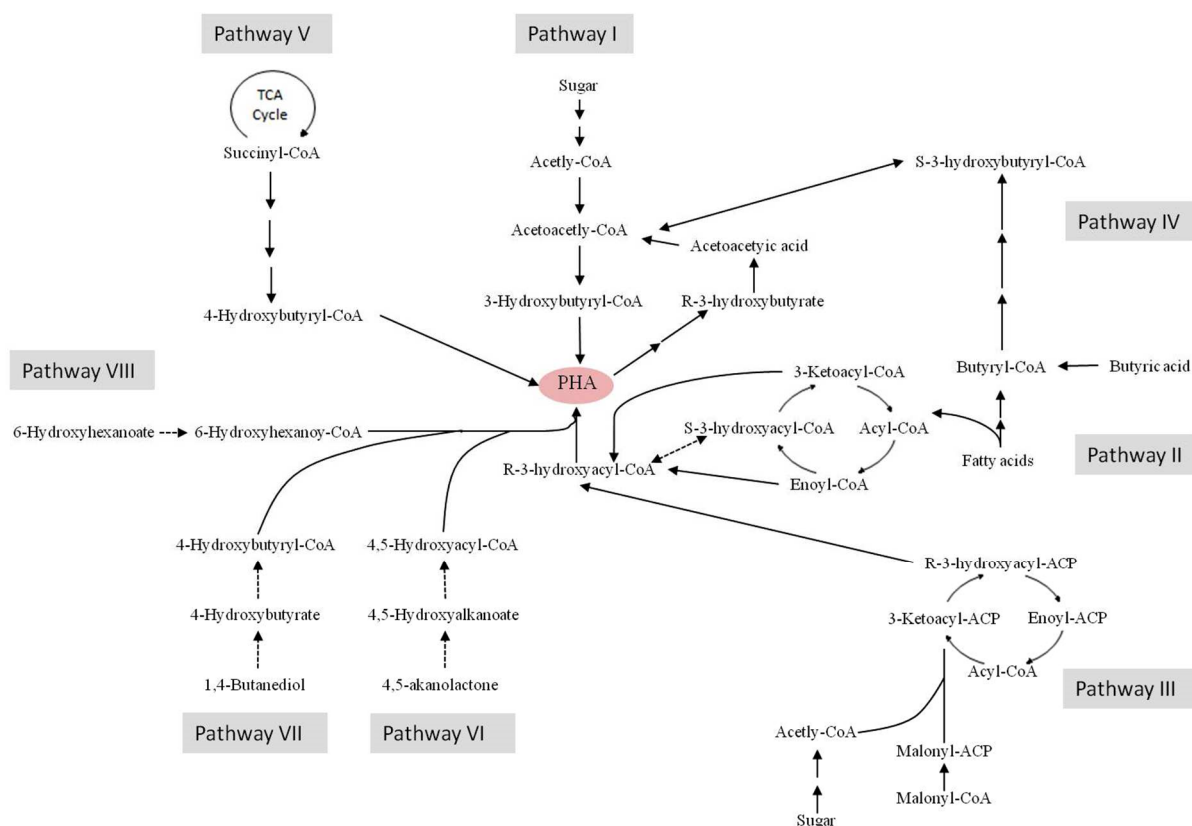 Pathway V
Pathway I
Sugar
TCA
Cycle
Succinyl-CoA
Acetly-CoA
S-3-hydroxybutyryl-CoA
Pathway IV
Acetoacetly-CoA
Acetoacetyic acid
3-Hydroxybutyryl-CoA
R-3-hydroxybutyrate
4-Hydroxybutyryl-CoA
Pathway VIII
PHA
3-Ketoacyl-CoA
Butyryl-CoA
Butyric acid
6-Hydroxyhexanoate
6-Hydroxyhexanoy-CoA
S-3-hydroxyacyl-CoA
Acyl-CoA
Fatty acids
Pathway II
R-3-hydroxyacyl-CoA
Enoyl-CoA
4-Hydroxybutyryl-CoA
4,5-Hydroxyacyl-CoA
R-3-hydroxyacyl-ACP
4-Hydroxybutyrate
4,5-Hydroxyalkanoate
3-Ketoacyl-ACP
Enoyl-ACP
1,4-Butanediol
4,5-akanolactone
Acyl-CoA
Pathway III
Pathway VII
Pathway VI
Acetly-CoA
Malonyl-ACP
Malonyl-CoA
Sugar